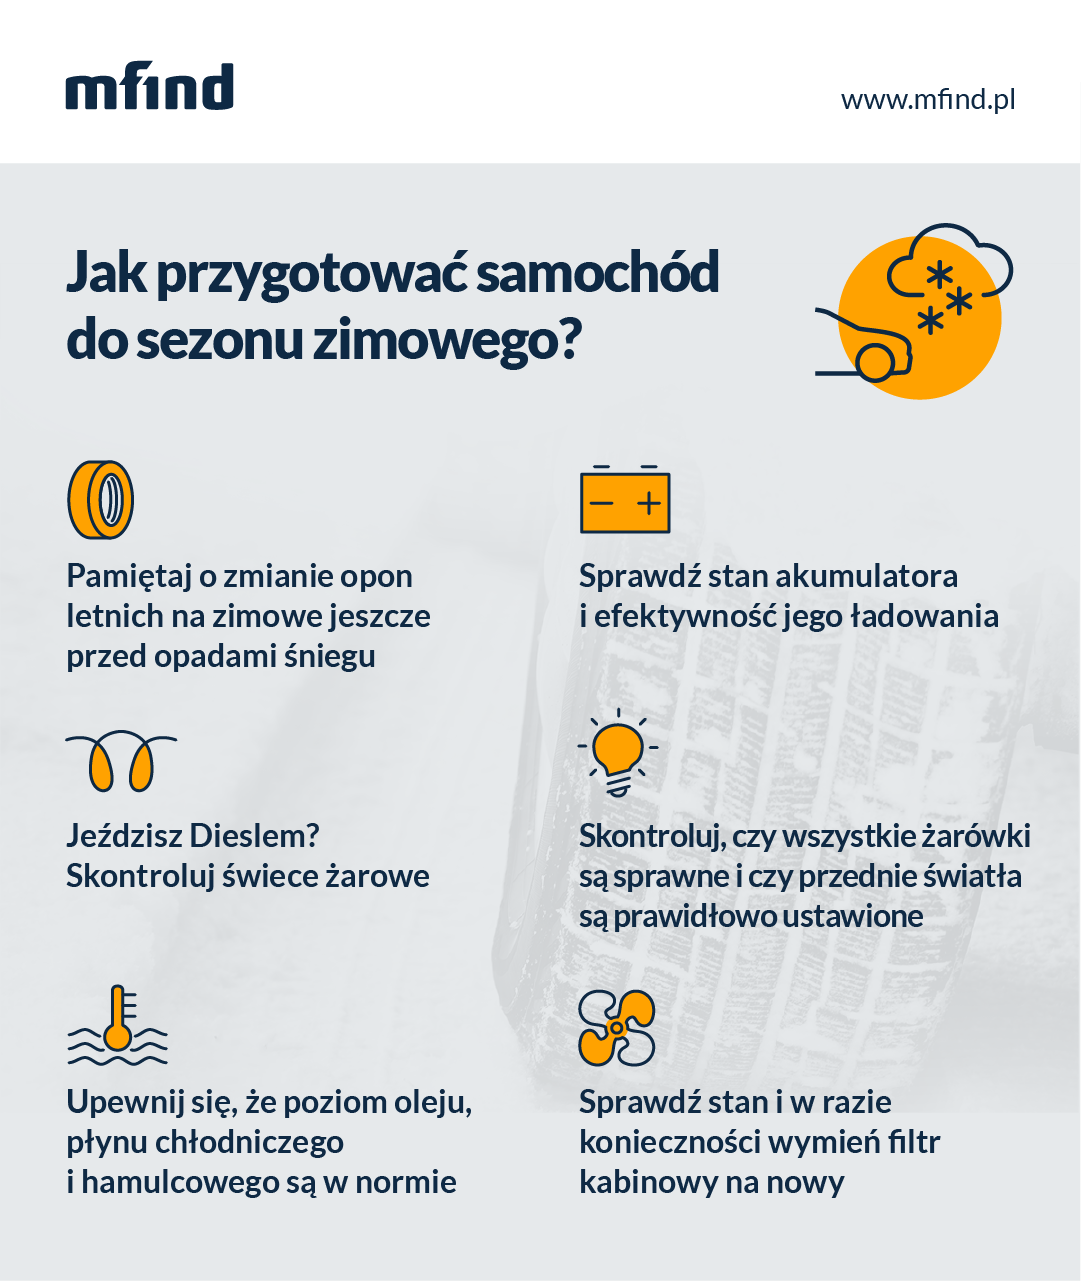 mfind
www.mfind.pl
Jak przygotować samochód
do sezonu zimowego?
Pamiętaj o zmianie opon
letnich na zimowe jeszcze
przed opadami śniegu
Sprawdź stan akumulatora
i efektywność jego ładowania
Jeździsz Dieslem?
Skontroluj świece żarowe
Skontroluj, czy wszystkie żarówki
są sprawne i czy przednie światła
są prawidłowo ustawione
Upewnij się, że poziom oleju,
płynu chłodniczego
i hamulcowego są w normie
Sprawdź stan i w razie
konieczności wymień filtr
kabinowy na nowy